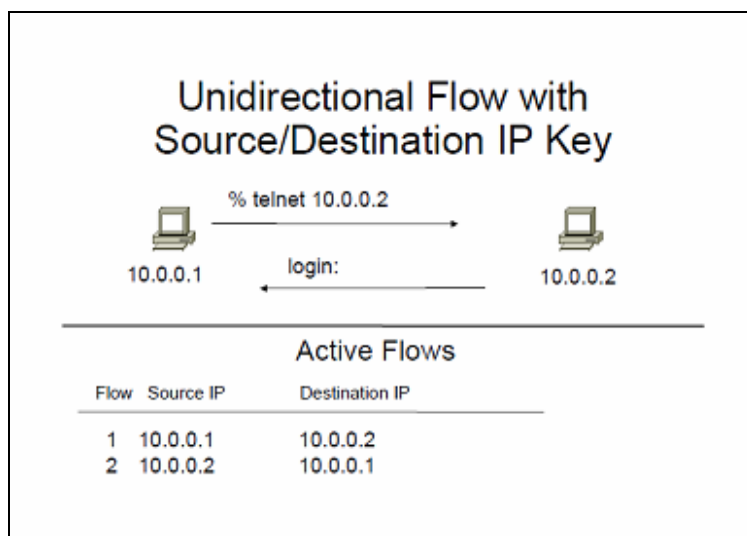 Unidirectional Flow with
Source/Destination IP Key
% telnet 10.0.0.2
10.0.0.1
login:
10.0.0.2
Active Flows
Flow Source IP Destination IP
1 10.0.0.1 10.0.0.2
2 10.0.0.2 10.0.0.1